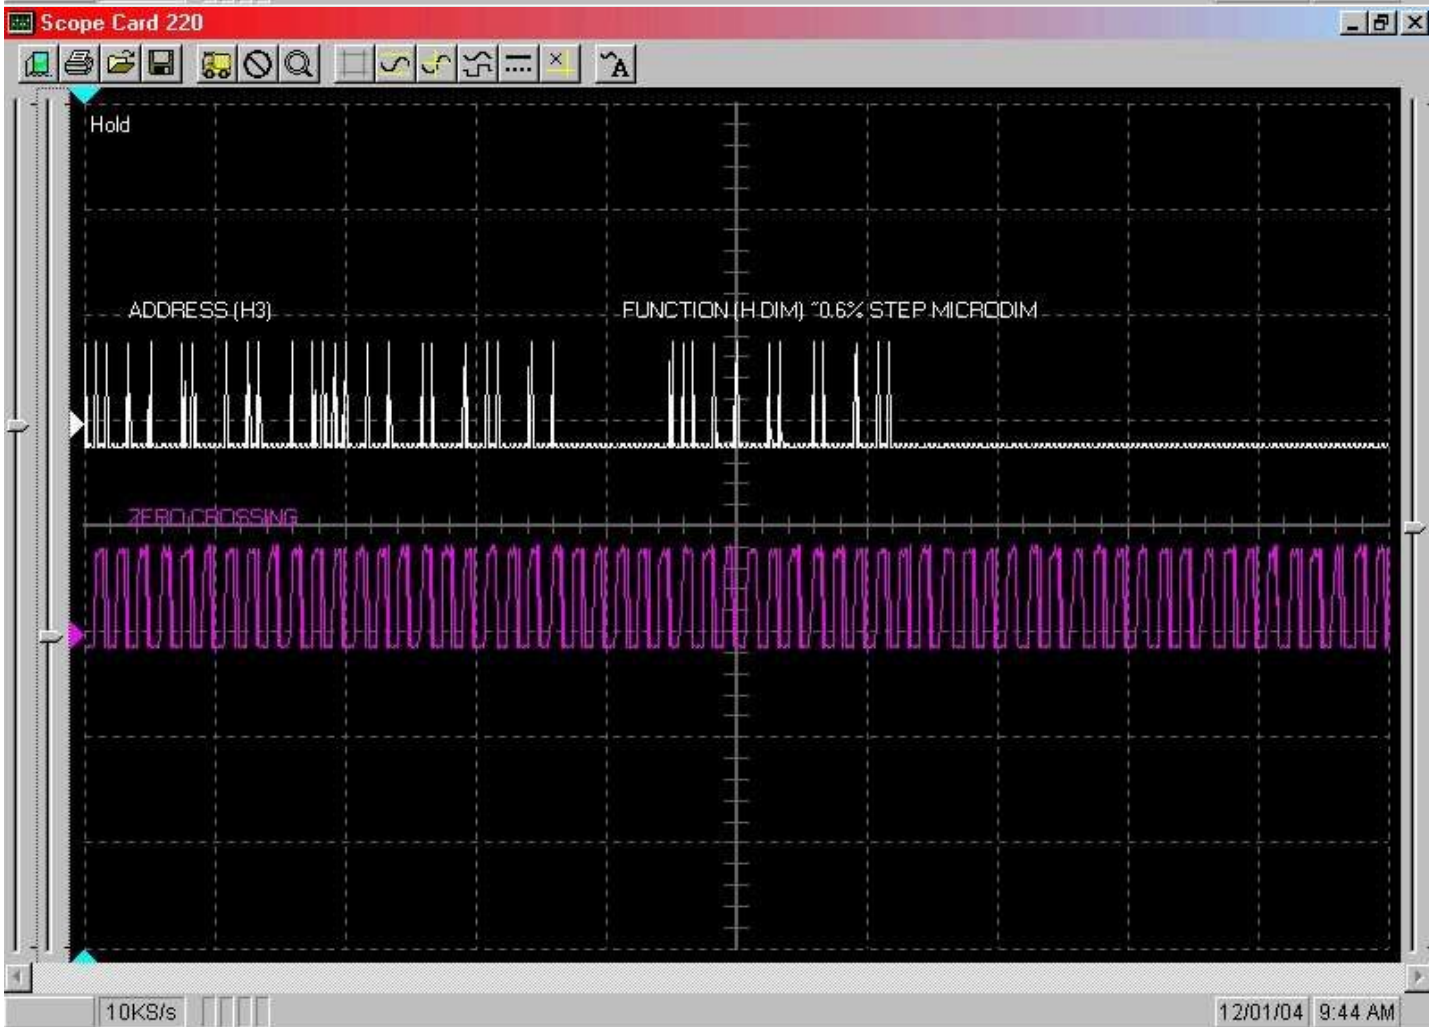 Scope Card 220
A
Hold
ADDRESS (H3)
FUNCTION (H DIM) ~0.6% STEP MICRODIM
ZERO CROSSING
10KS/s
12/01/04
9:44 AM